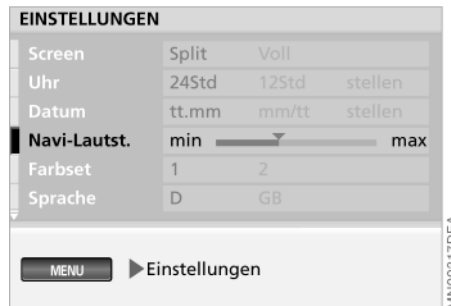 EINSTELLUNGEN
Screen Split Voll
Uhr 24Std 12Std stellen
Datum tt.mm mm/tt stellen
Navi-Lautst. min max
Farbset 1 2
Sprache D GB
MENU Einstellungen